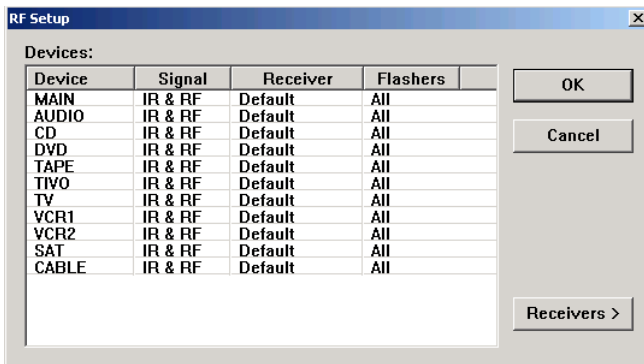 RF Setup
Devices:
Device Signal Receiver Flashers
MAIN IR & RF Default All
AUDIO IR & RF Default All
CD IR & RF Default All
DVD IR & RF Default All
TAPE IR & RF Default All
TIVO IR & RF Default All
TV IR & RF Default All
VCR1 IR & RF Default All
VCR2 IR & RF Default All
SAT IR & RF Default All
CABLE IR & RF Default All
OK
Cancel
Receivers >